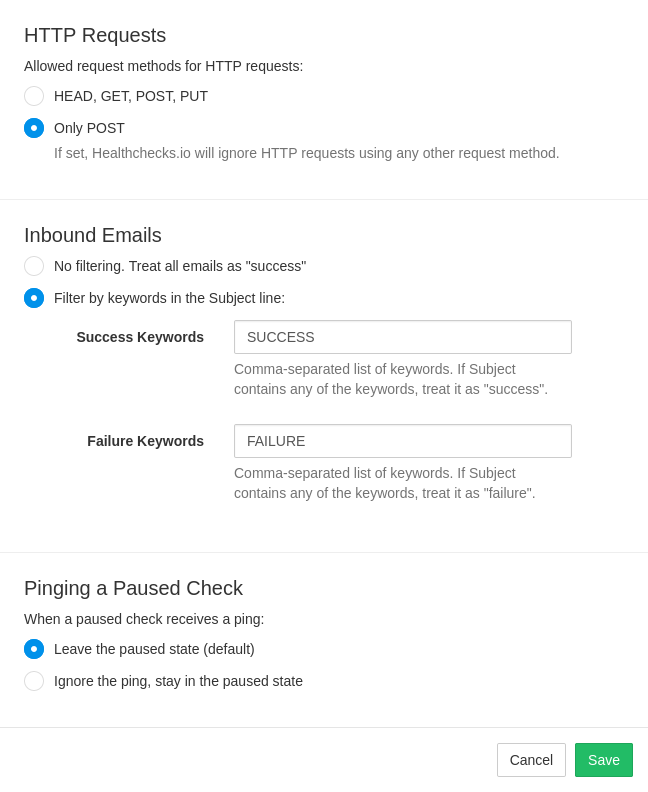 HTTP Requests
Allowed request methods for HTTP requests:
HEAD, GET, POST, PUT
Only POST
If set, Healthchecks.io will ignore HTTP requests using any other request method.
Inbound Emails
No filtering. Treat all emails as "success"
Filter by keywords in the Subject line:
Success Keywords
SUCCESS
Comma-separated list of keywords. If Subject
contains any of the keywords, treat it as "success".
Failure Keywords
FAILURE
Comma-separated list of keywords. If Subject
contains any of the keywords, treat it as "failure".
Pinging a Paused Check
When a paused check receives a ping:
Leave the paused state (default)
Ignore the ping, stay in the paused state
Cancel
Save